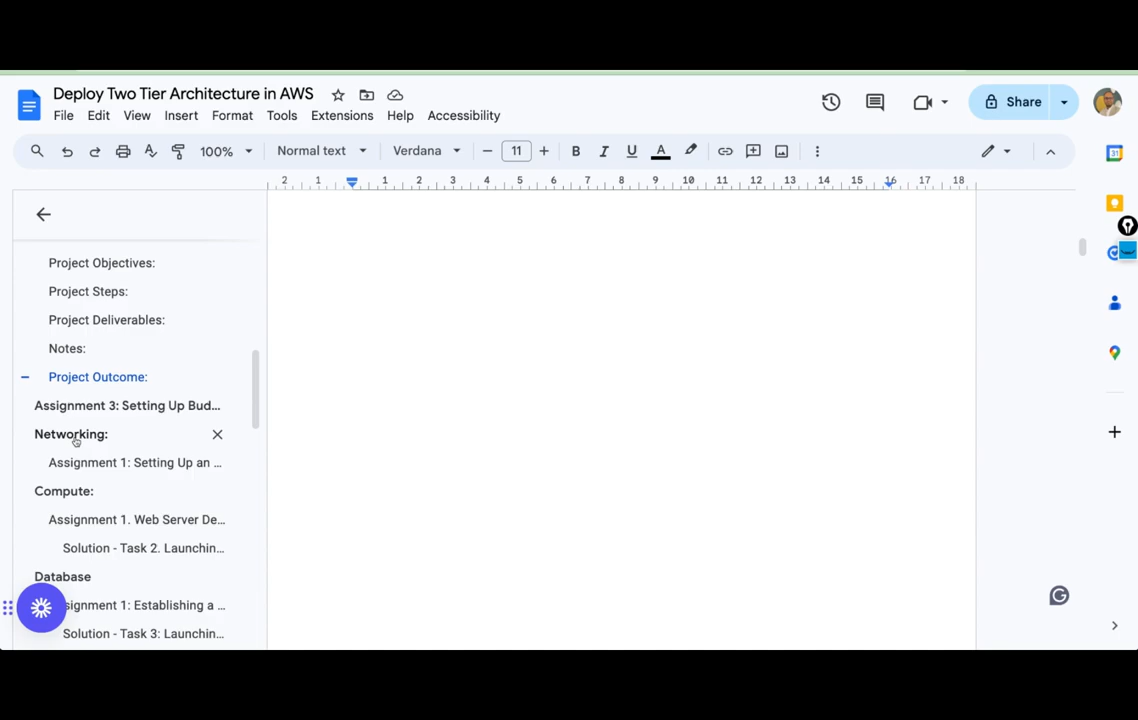 Deploy Two Tier Architecture in AWS
File Edit View Insert Format Tools Extensions Help Accessibility
Share
100% Normal text Verdana 11
2 1 1 2 3 4 5 6 7 8 9 10 11 12 13 14 15 16 17 18
Project Objectives:
Project Steps:
Project Deliverables:
Notes:
Project Outcome:
Assignment 3: Setting Up Bud...
Networking:
Assignment 1: Setting Up an ...
Compute:
Assignment 1. Web Server De...
Solution - Task 2. Launchin...
Database
signment 1: Establishing a ...
Solution - Task 3: Launchin...
31